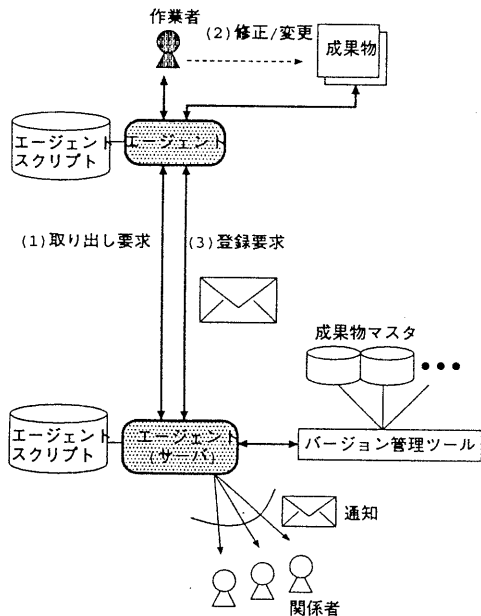 作業者
(2)修正/変更
成果物
エージェント
スクリプト
エージェント
(1)取り出し要求
(3)登録要求
成果物マスタ
エージェント
スクリプト
エージェント
(サーバ)
バージョン管理ツール
通知
関係者